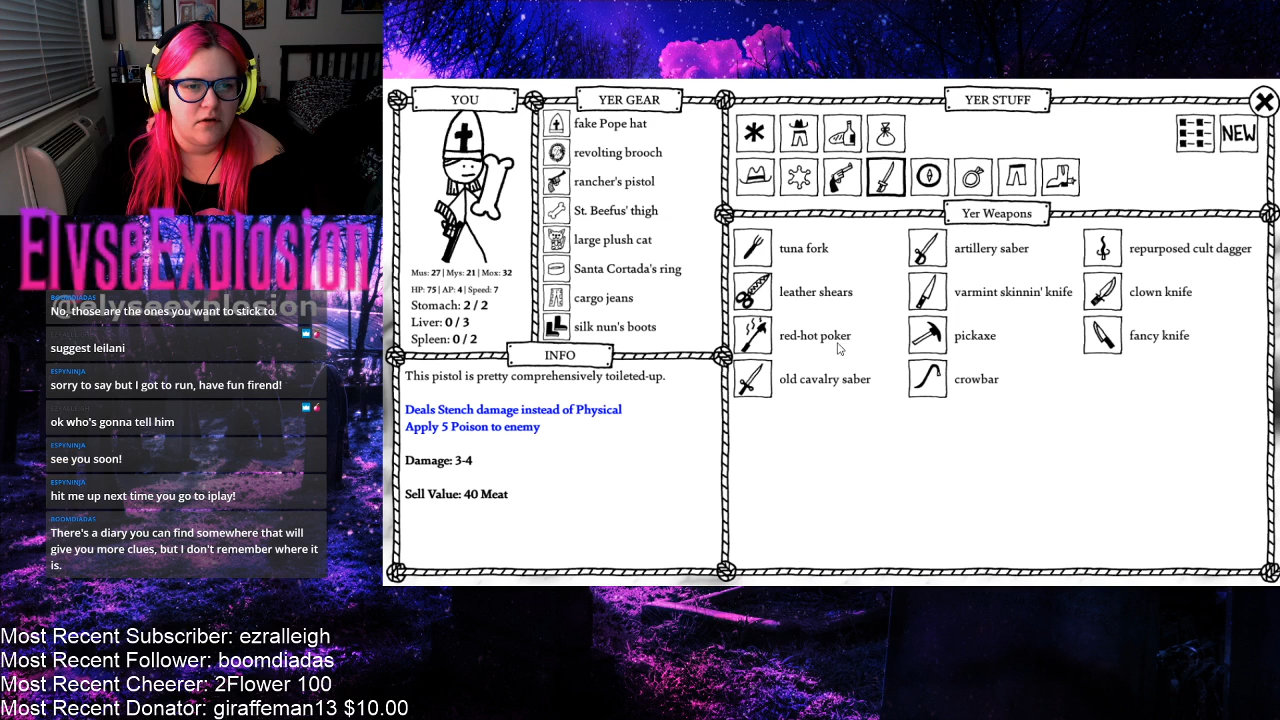 ElyseExplosion
@elyseexplosion
BOOMDIADAS
No, those are the ones you want to stick to.
suggest leilani
ESPYNINJA
sorry to say but I got to run, have fun firend!
ok who's gonna tell him
ESPYNINJA
see you soon!
ESPYNINJA
hit me up next time you go to iplay!
BOOMDIADAS
There's a diary you can find somewhere that will
give you more clues, but I don't remember where it
is.
Most Recent Subscriber: ezralleigh
Most Recent Follower: boomdiadas
Most Recent Cheerer: 2Flower 100
Most Recent Donator: giraffeman13 $10.00
YOU
Mus: 27 | Mys: 21 | Mox: 32
HP: 75 | AP: 4 | Speed: 7
Stomach: 2 / 2
Liver: 0 / 3
Spleen: 0 / 2
YER GEAR
fake Pope hat
revolting brooch
rancher's pistol
St. Beefus' thigh
large plush cat
Santa Cortada's ring
cargo jeans
silk nun's boots
INFO
This pistol is pretty comprehensively toileted-up.
Deals Stench damage instead of Physical
Apply 5 Poison to enemy
Damage: 3-4
Sell Value: 40 Meat
YER STUFF
NEW
Yer Weapons
tuna fork
artillery saber
repurposed cult dagger
leather shears
varmint skinnin' knife
clown knife
red-hot poker
pickaxe
fancy knife
old cavalry saber
crowbar